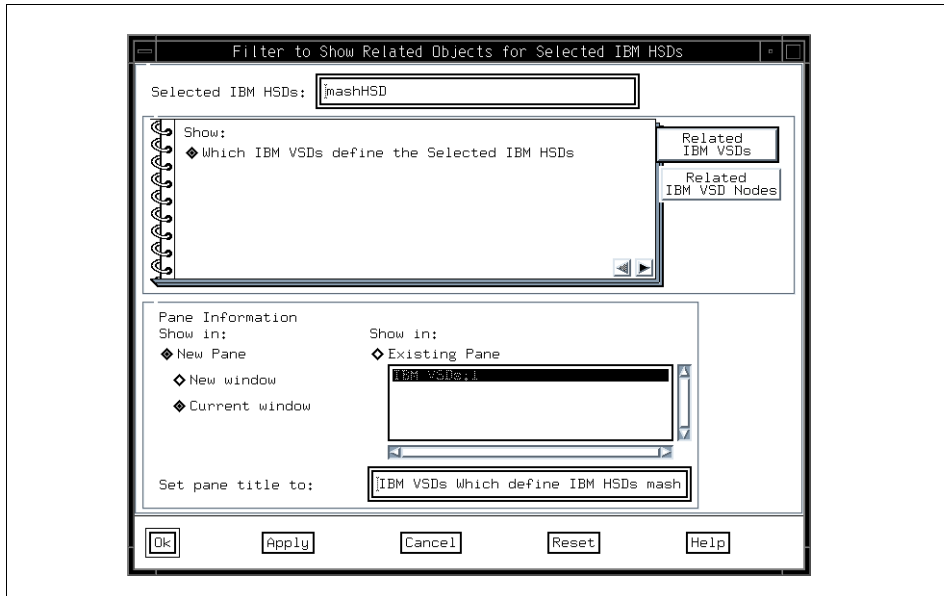 Filter to Show Related Objects for Selected IBM HSDs
Selected IBM HSDs: mashHSD
Show:
Which IBM VSDs define the Selected IBM HSDs
Related
IBM VSDs
Related
IBM VSD Nodes
Pane Information
Show in:
New Pane
New window
Current window
Show in:
Existing Pane
IBM VSDs:1
Set pane title to: IBM VSDs Which define IBM HSDs mash
Ok Apply Cancel Reset Help